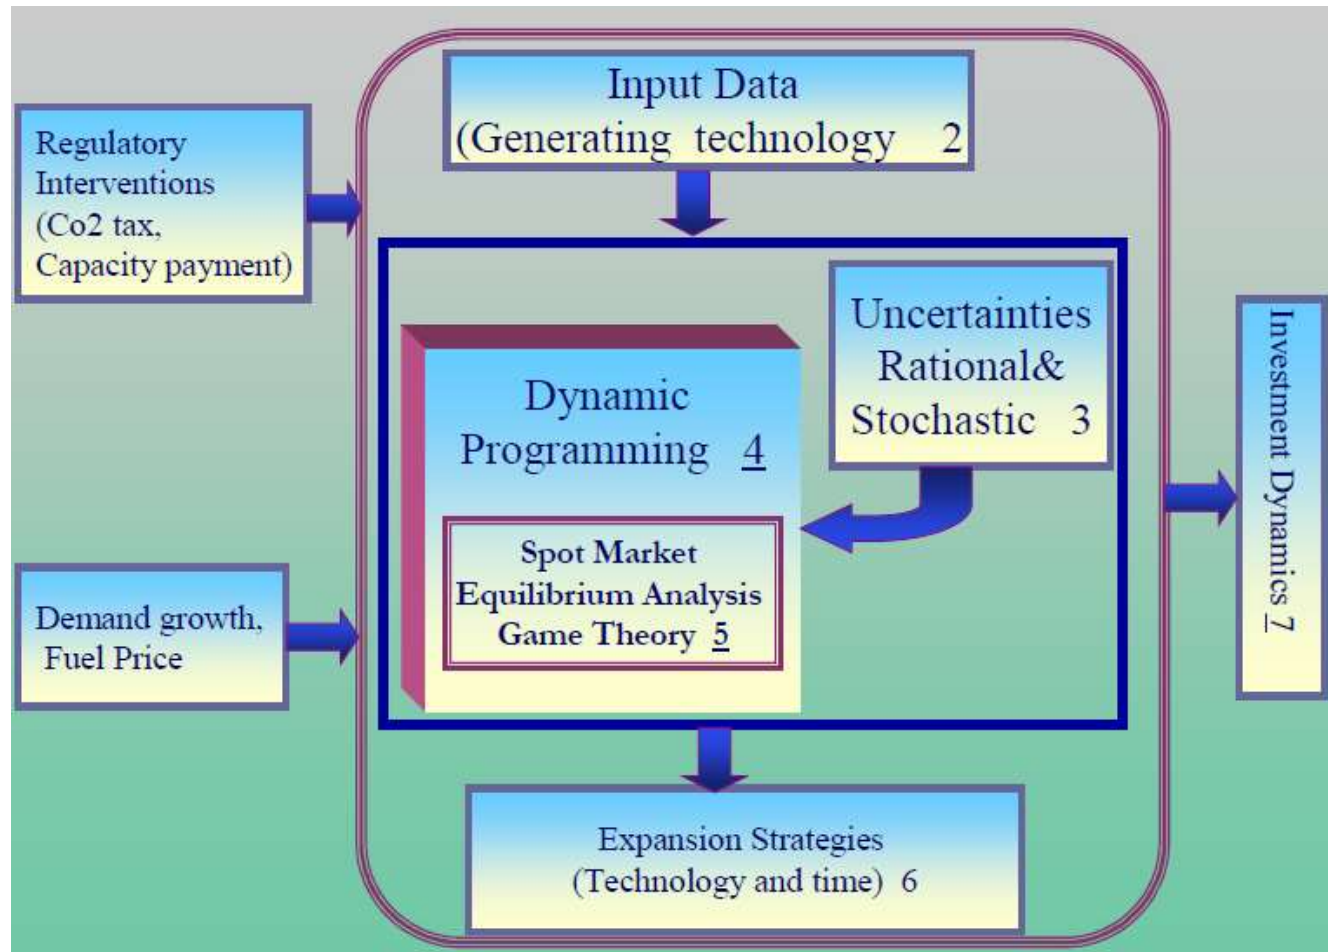 Input Data
(Generating technology 2
Regulatory
Interventions
(Co2 tax,
Capacity payment)
Uncertainties
Rational&
Stochastic 3
Dynamic
Programming 4
Spot Market
Equilibrium Analysis
Game Theory 5
Investment Dynamics 7
Demand growth,
Fuel Price
Expansion Strategies
(Technology and time) 6